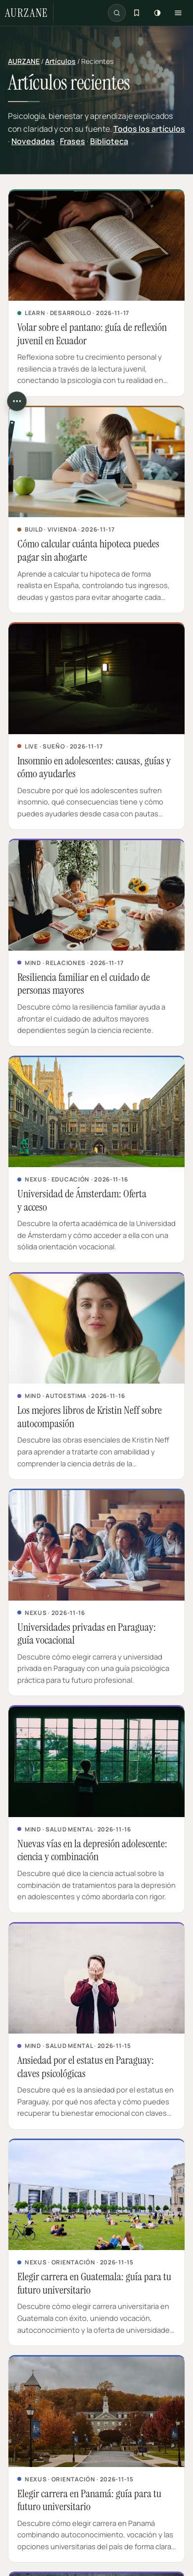 AURZANE
AURZANE / Artículos / Recientes
Artículos recientes
Psicología, bienestar y aprendizaje explicados
con claridad y con su fuente. Todos los artículos
· Novedades · Frases · Biblioteca
LEARN · DESARROLLO · 2026-11-17
Volar sobre el pantano: guía de reflexión
juvenil en Ecuador
Reflexiona sobre tu crecimiento personal y
resiliencia a través de la lectura juvenil,
conectando la psicología con tu realidad en…
BUILD · VIVIENDA · 2026-11-17
Cómo calcular cuánta hipoteca puedes
pagar sin ahogarte
Aprende a calcular tu hipoteca de forma
realista en España, controlando tus ingresos,
deudas y gastos para evitar ahogarte cada…
LIVE · SUEÑO · 2026-11-17
Insomnio en adolescentes: causas, guías y
cómo ayudarles
Descubre por qué los adolescentes sufren
insomnio, qué consecuencias tiene y cómo
puedes ayudarles desde casa con pautas…
MIND · RELACIONES · 2026-11-17
Resiliencia familiar en el cuidado de
personas mayores
Descubre cómo la resiliencia familiar ayuda a
afrontar el cuidado de adultos mayores
dependientes según la ciencia reciente.
NEXUS · EDUCACIÓN · 2026-11-16
Universidad de Ámsterdam: Oferta
y acceso
Descubre la oferta académica de la Universidad
de Ámsterdam y cómo acceder a ella con una
sólida orientación vocacional.
MIND · AUTOESTIMA · 2026-11-16
Los mejores libros de Kristin Neff sobre
autocompasión
Descubre las obras esenciales de Kristin Neff
para aprender a tratarte con amabilidad y
comprender la ciencia detrás de la…
NEXUS · 2026-11-16
Universidades privadas en Paraguay:
guía vocacional
Descubre cómo elegir carrera y universidad
privada en Paraguay con una guía psicológica
práctica para tu futuro profesional.
MIND · SALUD MENTAL · 2026-11-16
Nuevas vías en la depresión adolescente:
ciencia y combinación
Descubre qué dice la ciencia actual sobre la
combinación de tratamientos para la depresión
en adolescentes y cómo abordarla con rigor.
MIND · SALUD MENTAL · 2026-11-15
Ansiedad por el estatus en Paraguay:
claves psicológicas
Descubre qué es la ansiedad por el estatus en
Paraguay, por qué nos afecta y cómo puedes
recuperar tu bienestar emocional con claves…
NEXUS · ORIENTACIÓN · 2026-11-15
Elegir carrera en Guatemala: guía para tu
futuro universitario
Descubre cómo elegir carrera universitaria en
Guatemala con éxito, uniendo vocación,
autoconocimiento y la oferta de universidade…
NEXUS · ORIENTACIÓN · 2026-11-15
Elegir carrera en Panamá: guía para tu
futuro universitario
Descubre cómo elegir carrera en Panamá
combinando autoconocimiento, vocación y las
opciones universitarias del país de forma clara…